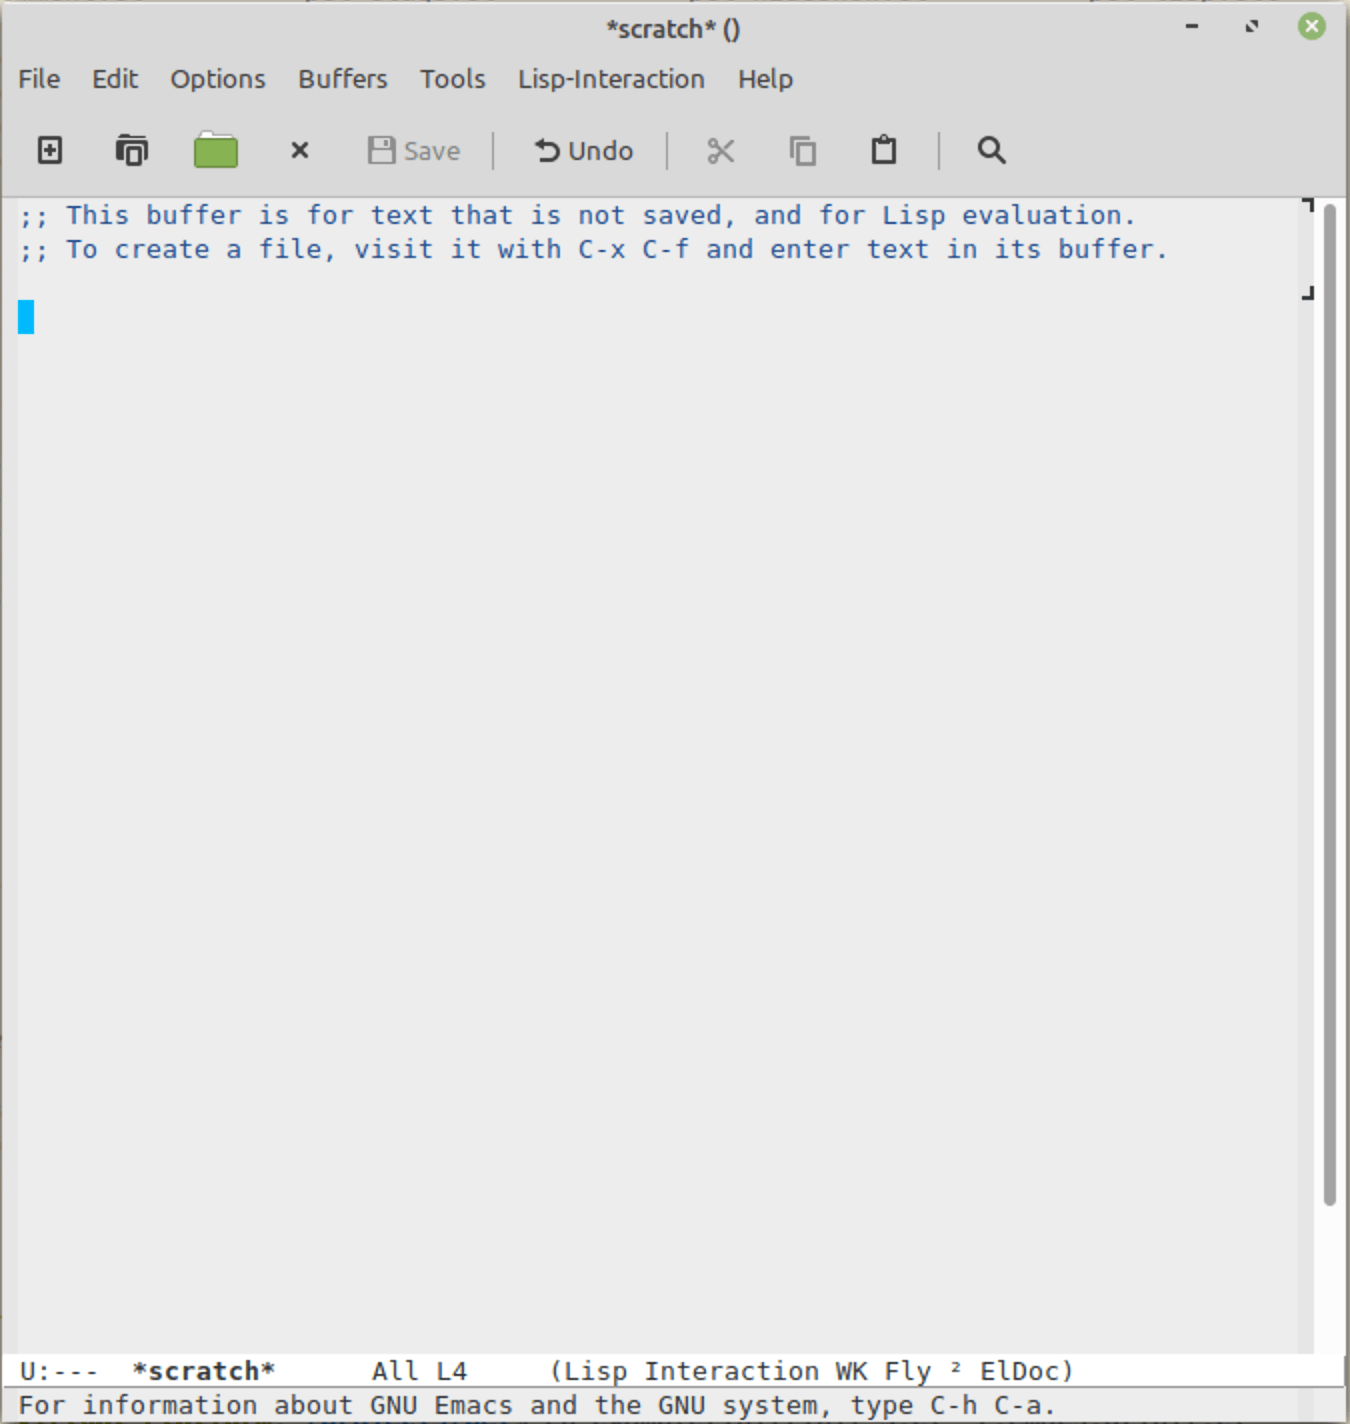 *scratch* ()
File Edit Options Buffers Tools Lisp-Interaction Help
Save Undo
;; This buffer is for text that is not saved, and for Lisp evaluation.
;; To create a file, visit it with C-x C-f and enter text in its buffer.
U:--- *scratch* All L4 (Lisp Interaction WK Fly ² ElDoc)
For information about GNU Emacs and the GNU system, type C-h C-a.